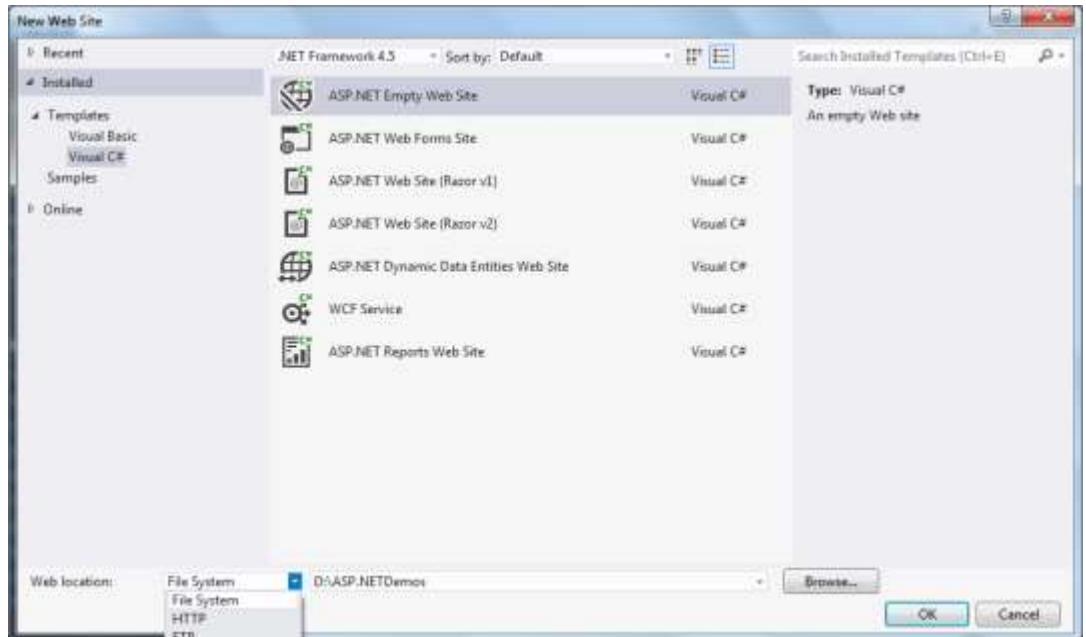 New Web Site
Recent
.NET Framework 4.5 Sort by: Default
Search Installed Templates (Ctrl+E)
Installed
Templates
Visual Basic
Visual C#
Samples
Online
ASP.NET Empty Web Site Visual C#
ASP.NET Web Forms Site Visual C#
ASP.NET Web Site (Razor v1) Visual C#
ASP.NET Web Site (Razor v2) Visual C#
ASP.NET Dynamic Data Entities Web Site Visual C#
WCF Service Visual C#
ASP.NET Reports Web Site Visual C#
Type: Visual C#
An empty Web site
Web location: File System D:\ASP.NETDemos Browse...
File System
HTTP
FTP
OK Cancel